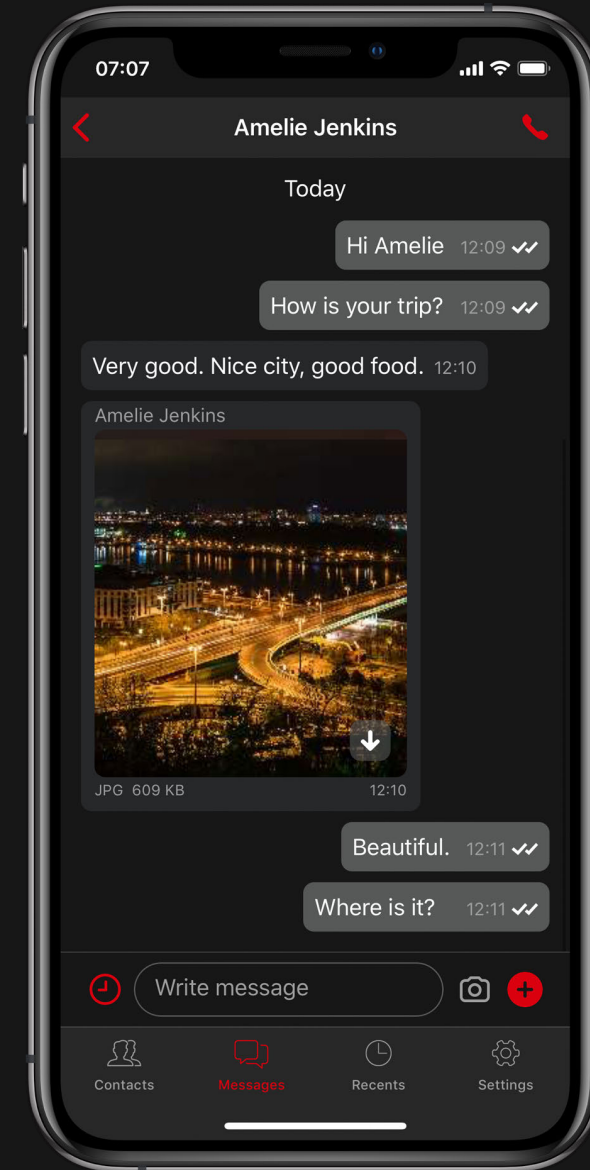 07:07
Amelie Jenkins
Today
Hi Amelie 12:09
How is your trip? 12:09
Very good. Nice city, good food. 12:10
Amelie Jenkins
JPG 609 KB 12:10
Beautiful. 12:11
Where is it? 12:11
Write message
Contacts Messages Recents Settings